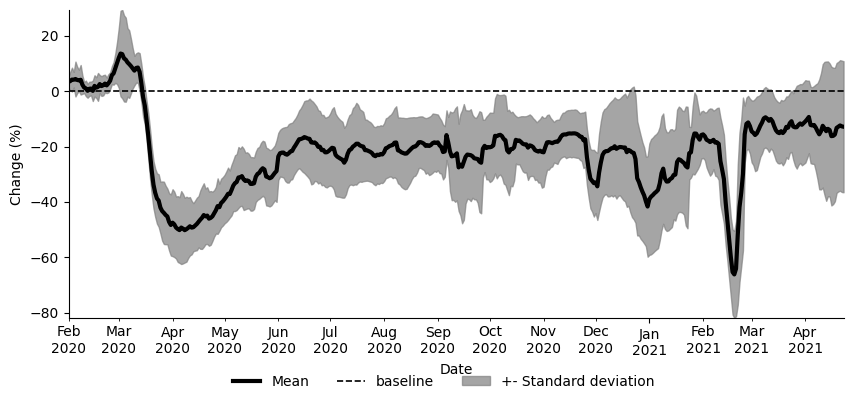 Change (%)
20
0
−20
−40
−60
−80
Feb Mar Apr May Jun Jul Aug Sep Oct Nov Dec Jan Feb Mar Apr
2020 2020 2020 2020 2020 2020 2020 2020 2020 2020 2020 2021 2021 2021 2021
Date
Mean baseline +- Standard deviation